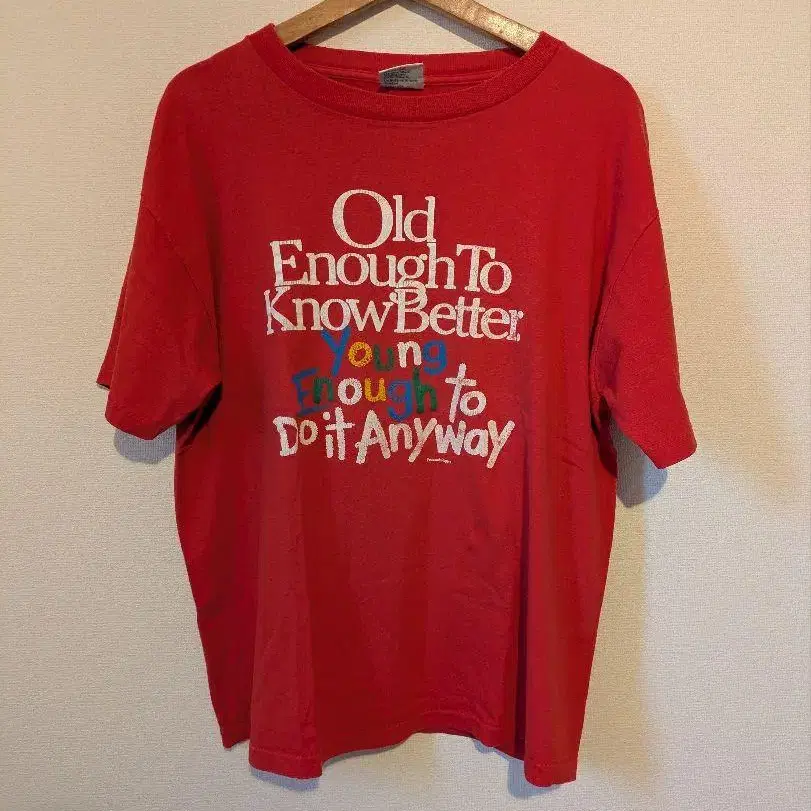 Old
Enough To
Know Better
Young
Enough to
Do it Anyway